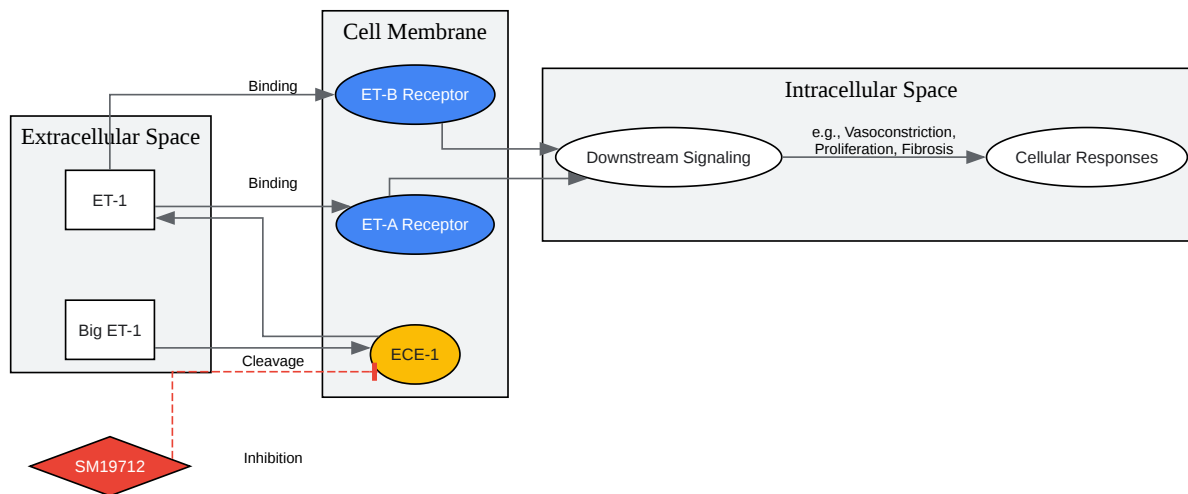 Cell Membrane
Binding
ET-B Receptor
Intracellular Space
Extracellular Space
e.g., Vasoconstriction,
Proliferation, Fibrosis
Downstream Signaling
Cellular Responses
Binding
ET-1
ET-A Receptor
Big ET-1
Cleavage
ECE-1
SM19712
Inhibition